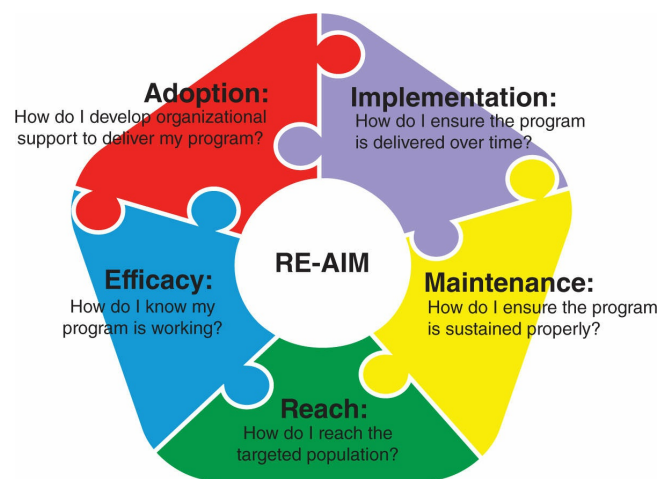 Adoption:
How do I develop organizational
support to deliver my program?
Implementation:
How do I ensure the program
is delivered over time?
RE-AIM
Efficacy:
How do I know my
program is working?
Maintenance:
How do I ensure the program
is sustained properly?
Reach:
How do I reach the
targeted population?